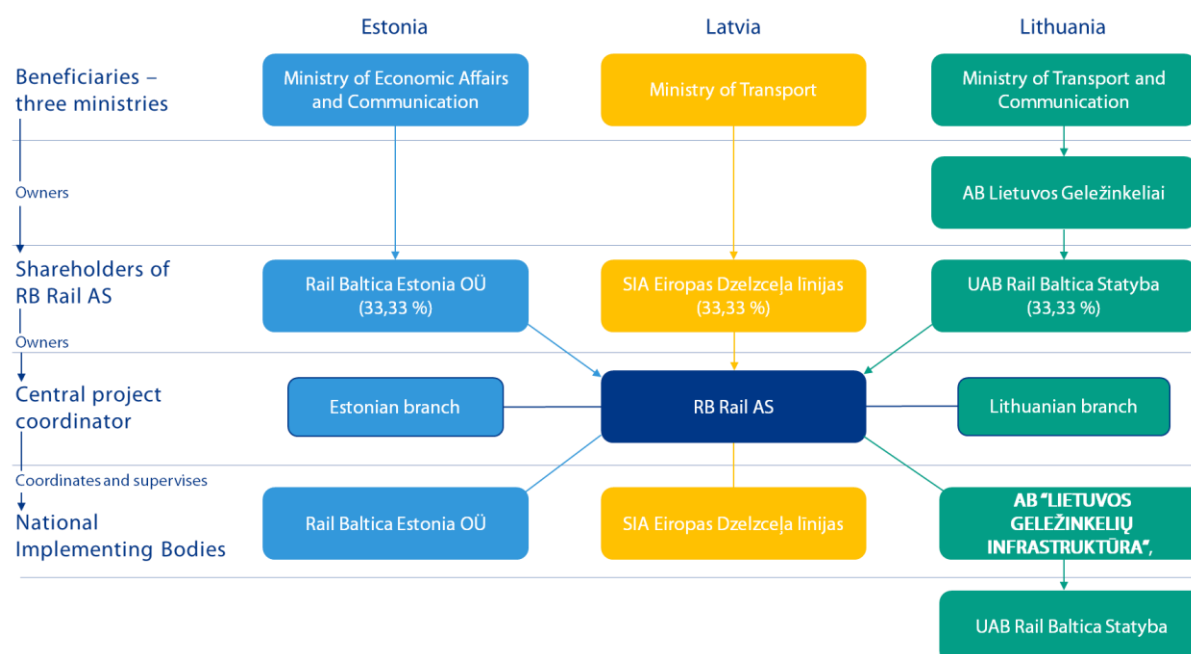 Estonia
Latvia
Lithuania
Beneficiaries –
three ministries
Ministry of Economic Affairs
and Communication
Ministry of Transport
Ministry of Transport and
Communication
Owners
AB Lietuvos Geležinkeliai
Shareholders of
RB Rail AS
Rail Baltica Estonia OÜ
(33,33 %)
SIA Eiropas Dzelzceļa līnijas
(33,33 %)
UAB Rail Baltica Statyba
(33,33 %)
Owners
Central project
coordinator
Estonian branch
RB Rail AS
Lithuanian branch
Coordinates and supervises
National
Implementing Bodies
Rail Baltica Estonia OÜ
SIA Eiropas Dzelzceļa līnijas
AB "LIETUVOS
GELEŽINKELIŲ
INFRASTRUKTŪRA",
UAB Rail Baltica Statyba